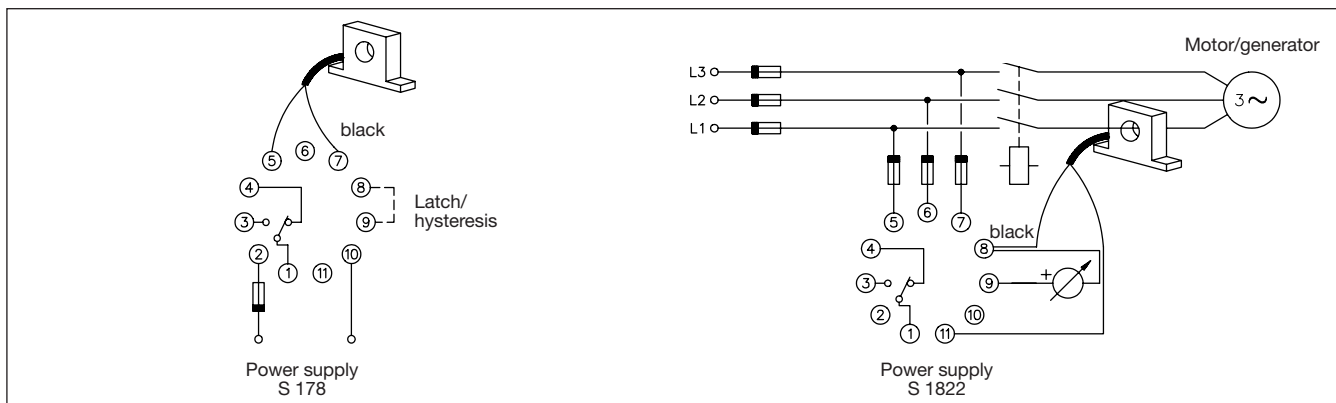 black
5
6
7
4
8
3
9
Latch/
hysteresis
2
10
1
11
Power supply
S 178
Motor/generator
L3
L2
3~
L1
5
6
7
black
4
8
3
9
+
2
10
1
11
Power supply
S 1822